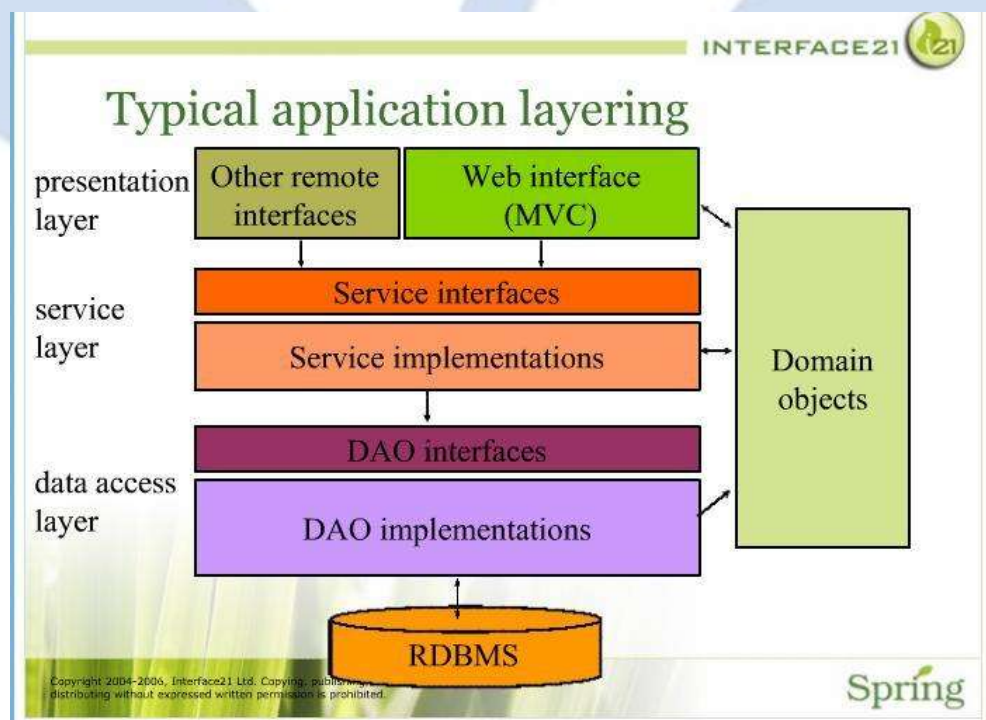 INTERFACE21
i21
Typical application layering
presentation
layer
Other remote
interfaces
Web interface
(MVC)
Service interfaces
service
layer
Service implementations
Domain
objects
DAO interfaces
data access
layer
DAO implementations
RDBMS
Copyright 2004-2006, Interface21 Ltd. Copying, publishing,
distributing without expressed written permission is prohibited.
Spring